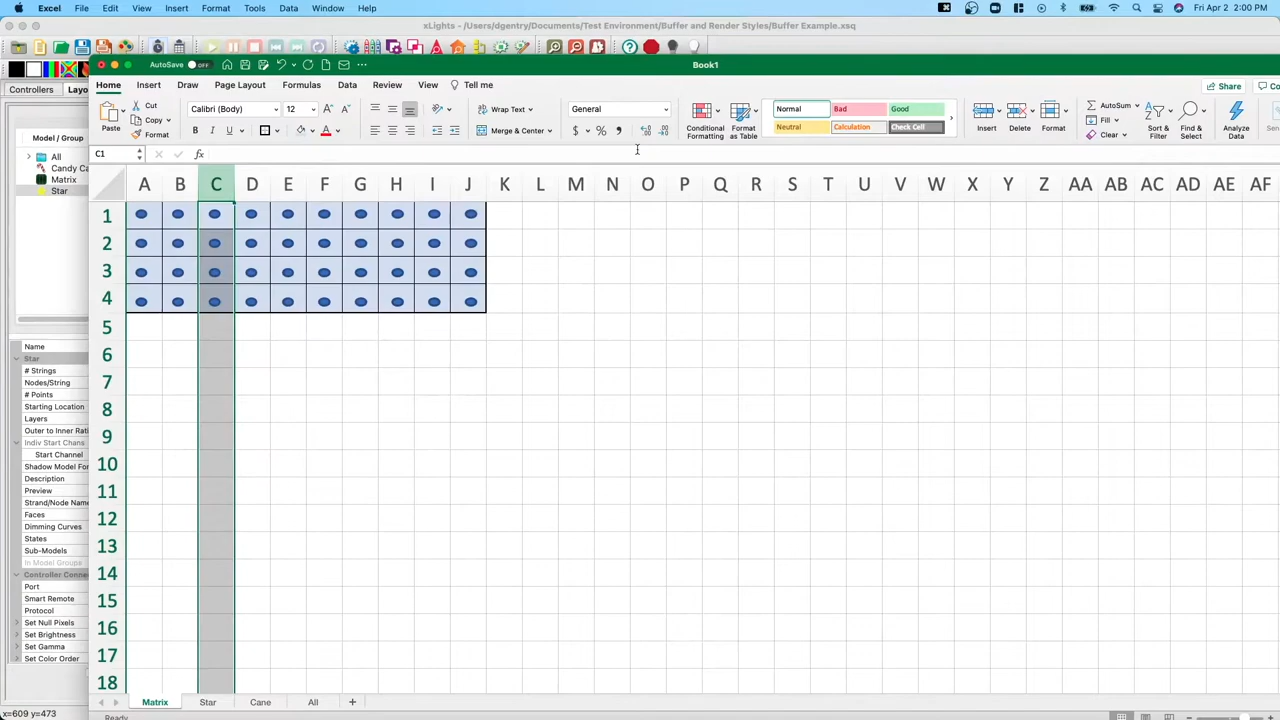 Excel File Edit View Insert Format Tools Data Window Help Fri Apr 2 2:00 PM
xLights - /Users/dgentry/Documents/Test Environment/Buffer and Render Styles/Buffer Example.xsq
AutoSave OFF Book1
Controllers Layo
Home Insert Draw Page Layout Formulas Data Review View Tell me Share Co
Paste Cut Copy Format
Calibri (Body) 12
B U A
Wrap Text
Merge & Center
General
%
Conditional Formatting
Format as Table
Normal Bad Good
Neutral Calculation Check Cell
Insert Delete Format
AutoSum
Fill
Clear
Sort & Filter
Find & Select
Analyze Data
C1 fx
A B C D E F G H I J K L M N O P Q R S T U V W X Y Z AA AB AC AD AE AF
1
2
3
4
5
6
7
8
9
10
11
12
13
14
15
16
17
18
Model / Group
All
Candy Ca
Matrix
Star
Name
Star
# Strings
Nodes/String
# Points
Starting Location
Layers
Outer to Inner Rati
Indiv Start Chans
Start Channel
Shadow Model For
Description
Preview
Strand/Node Name
Faces
Dimming Curves
States
Sub-Models
In Model Groups
Controller Connec
Port
Smart Remote
Protocol
Set Null Pixels
Set Brightness
Set Gamma
Set Color Order
Matrix Star Cane All +
x=609 y=473
Ready